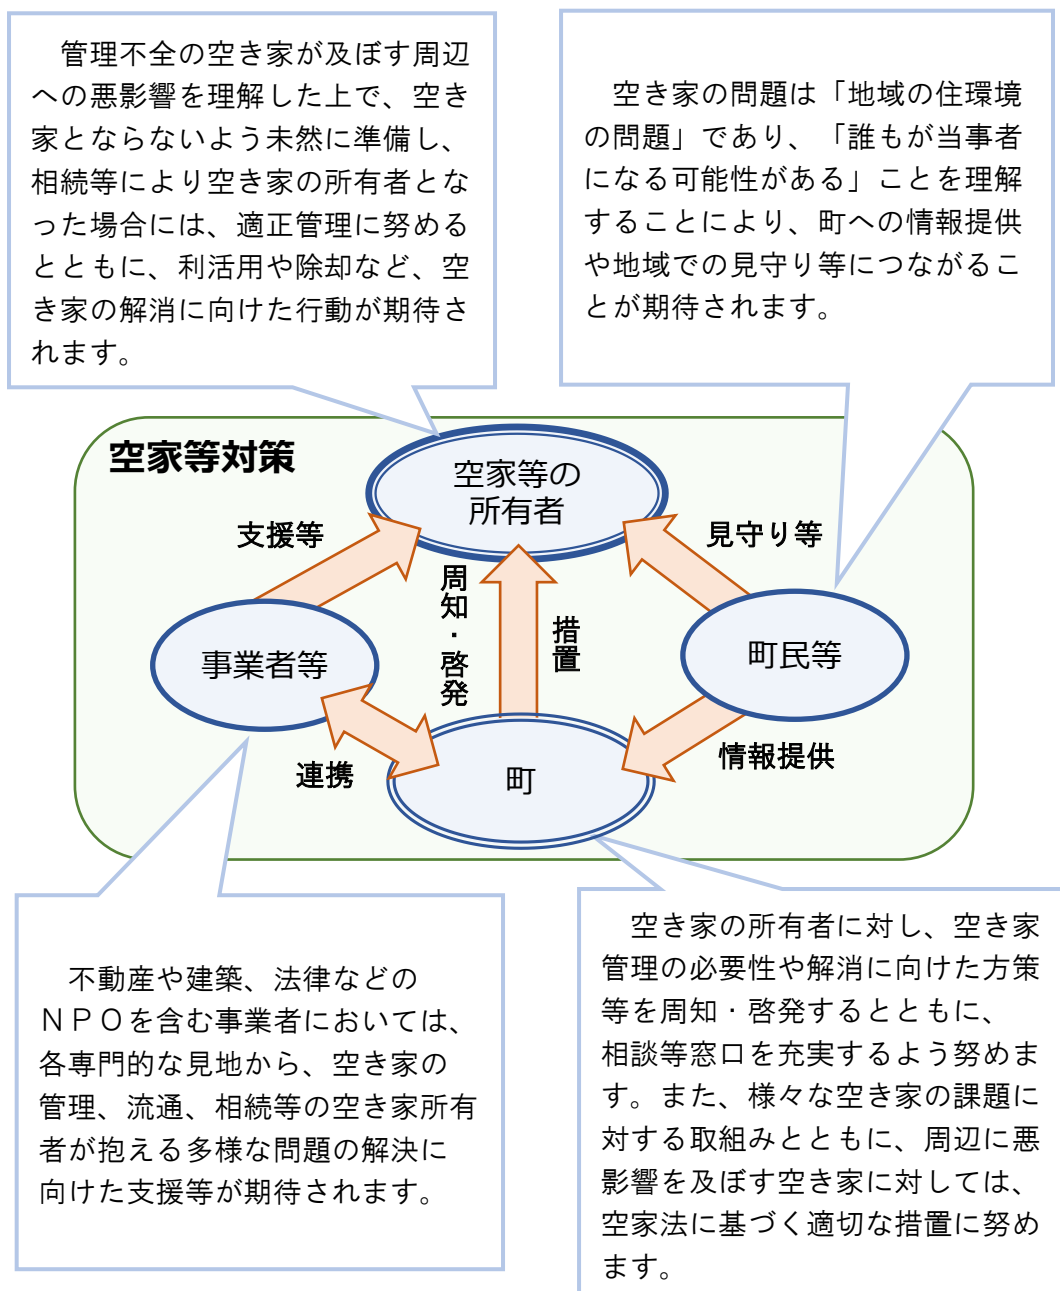 管理不全の空き家が及ぼす周辺
への悪影響を理解した上で、空き
家とならないよう未然に準備し、
相続等により空き家の所有者とな
った場合には、適正管理に努める
とともに、利活用や除却など、空
き家の解消に向けた行動が期待さ
れます。
空き家の問題は「地域の住環境
の問題」であり、「誰もが当事者
になる可能性がある」ことを理解
することにより、町への情報提供
や地域での見守り等につながるこ
とが期待されます。
空家等対策
空家等の
所有者
支援等
見守り等
周知・啓発
措置
事業者等
町民等
連携
町
情報提供
不動産や建築、法律などの
ＮＰＯを含む事業者においては、
各専門的な見地から、空き家の
管理、流通、相続等の空き家所有
者が抱える多様な問題の解決に
向けた支援等が期待されます。
空き家の所有者に対し、空き家
管理の必要性や解消に向けた方策
等を周知・啓発するとともに、
相談等窓口を充実するよう努めま
す。また、様々な空き家の課題に
対する取組みとともに、周辺に悪
影響を及ぼす空き家に対しては、
空家法に基づく適切な措置に努め
ます。